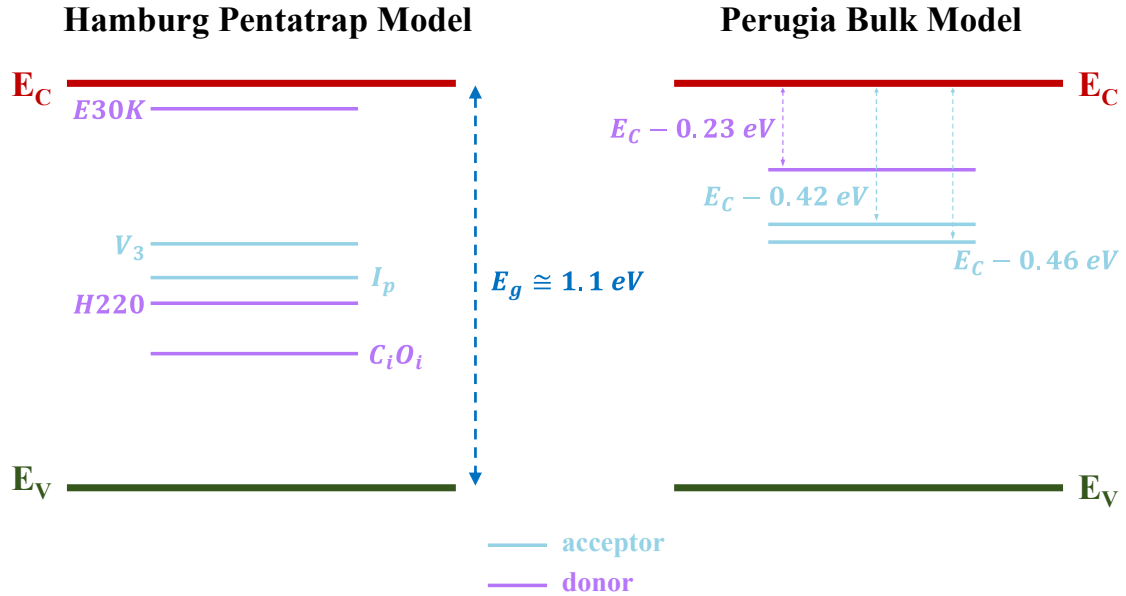 Hamburg Pentatrap Model
Perugia Bulk Model
E_C
E30K
V_3
I_p
H220
C_iO_i
E_g ≅ 1.1 eV
E_V
E_C
E_C − 0.23 eV
E_C − 0.42 eV
E_C − 0.46 eV
E_V
acceptor
donor